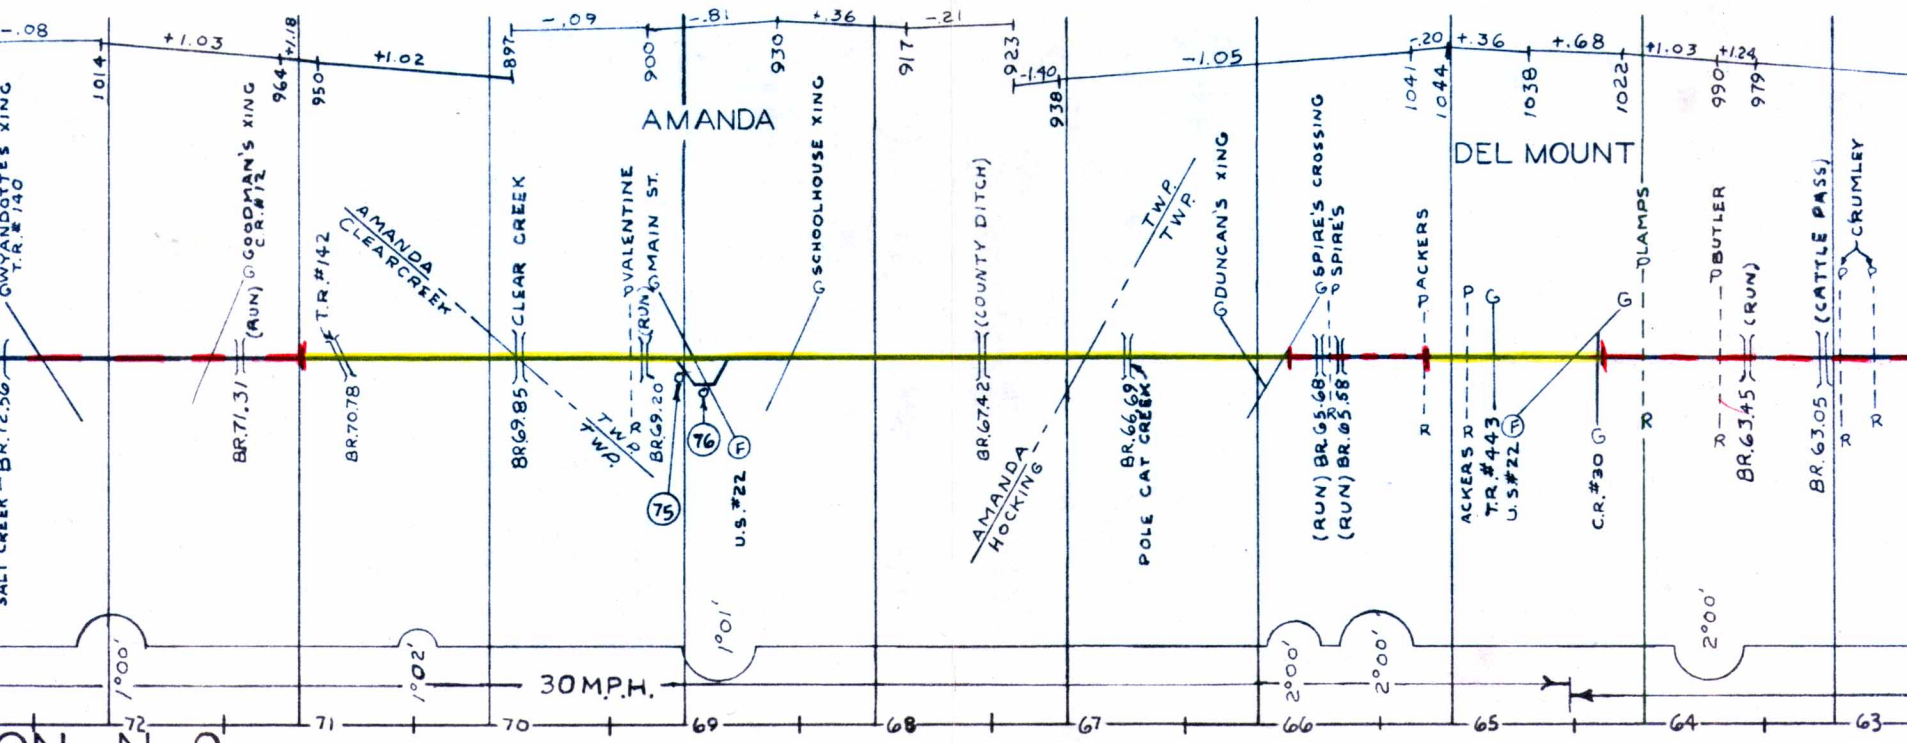 -.08
+1.03
+1.18
+1.02
-.09
-.81
+.36
-.21
-1.40
-1.05
-.20
+.36
+.68
+1.03
+1.24
1014
964
950
897
900
930
917
923
938
1041
1044
1038
1022
990
979
AMANDA
DEL MOUNT
GWYANDOTTES XING
T.R.# 140
G GOODMAN'S XING
C.R.#12
(RUN)
T.R.#142
AMANDA
CLEARCREEK
CLEAR CREEK
P VALENTINE
G MAIN ST.
(RUN)
G SCHOOLHOUSE XING
(COUNTY DITCH)
TWP.
TWP.
G DUNCAN'S XING
G SPIRE'S CROSSING
P SPIRE'S
P ACKERS
P
G
G
P LAMPS
P BUTLER
(RUN)
(CATTLE PASS)
CRUMLEY
P
P
SALT CREEK - BR.72.56
BR.71.31
BR.70.78
BR.69.85
TWP.
TWP.
R
BR.69.20
75
76
F
U.S.#22
BR.67.42
AMANDA
HOCKING
BR.66.69
POLE CAT CREEK
(RUN) BR.65.68
(RUN) BR.65.58
R
R
R
ACKERS
T.R.#443
U.S.#22
F
G
C.R.#30
R
R
BR.63.45
BR.63.05
R
R
1°00'
1°02'
1°01'
2°00'
2°00'
2°00'
30 M.P.H.
72
71
70
69
68
67
66
65
64
63